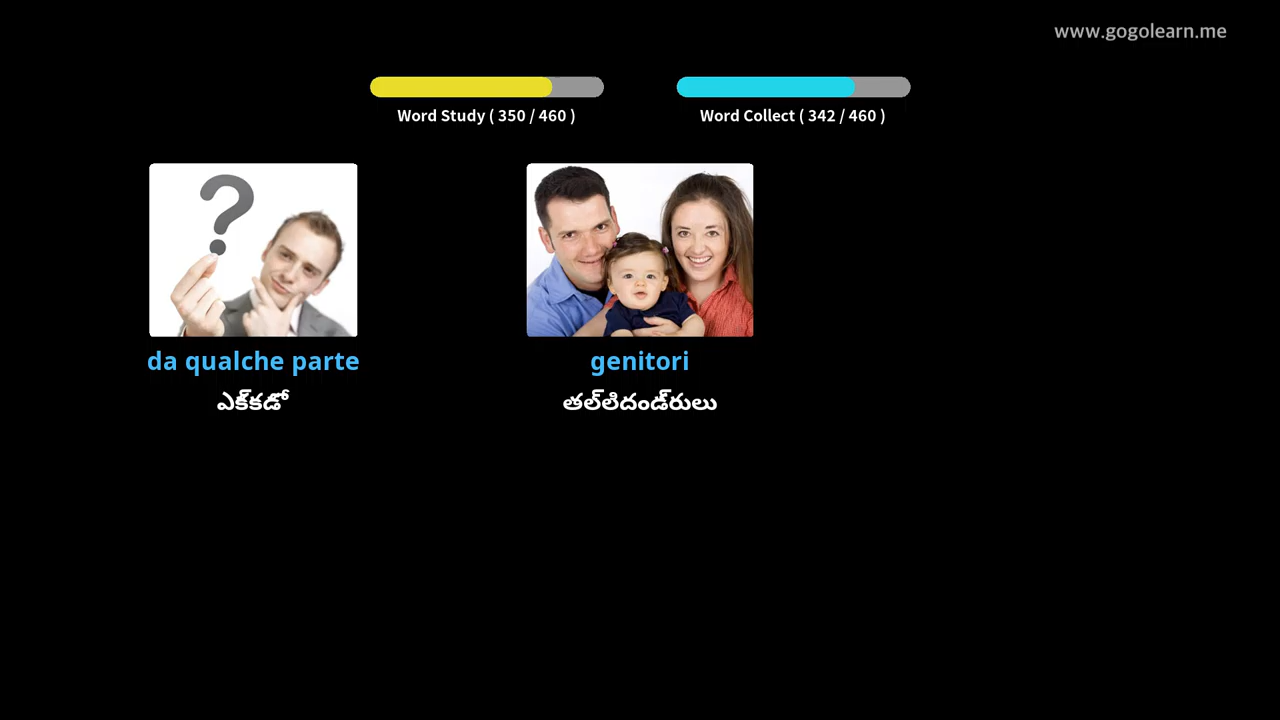 www.gogolearn.me
Word Study ( 350 / 460 )
Word Collect ( 342 / 460 )
da qualche parte
genitori
ఎక్కడో
తల్లిదండ్రులు